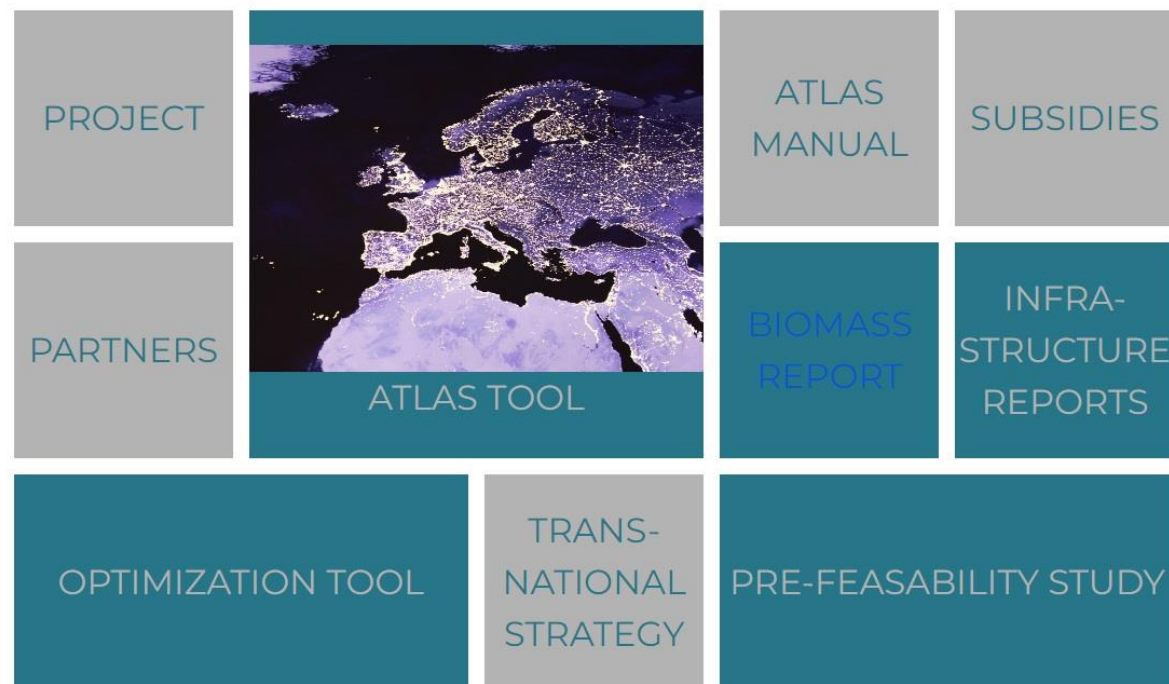 PROJECT
ATLAS
MANUAL
SUBSIDIES
PARTNERS
ATLAS TOOL
BIOMASS
REPORT
INFRA-
STRUCTURE
REPORTS
OPTIMIZATION TOOL
TRANS-
NATIONAL
STRATEGY
PRE-FEASABILITY STUDY